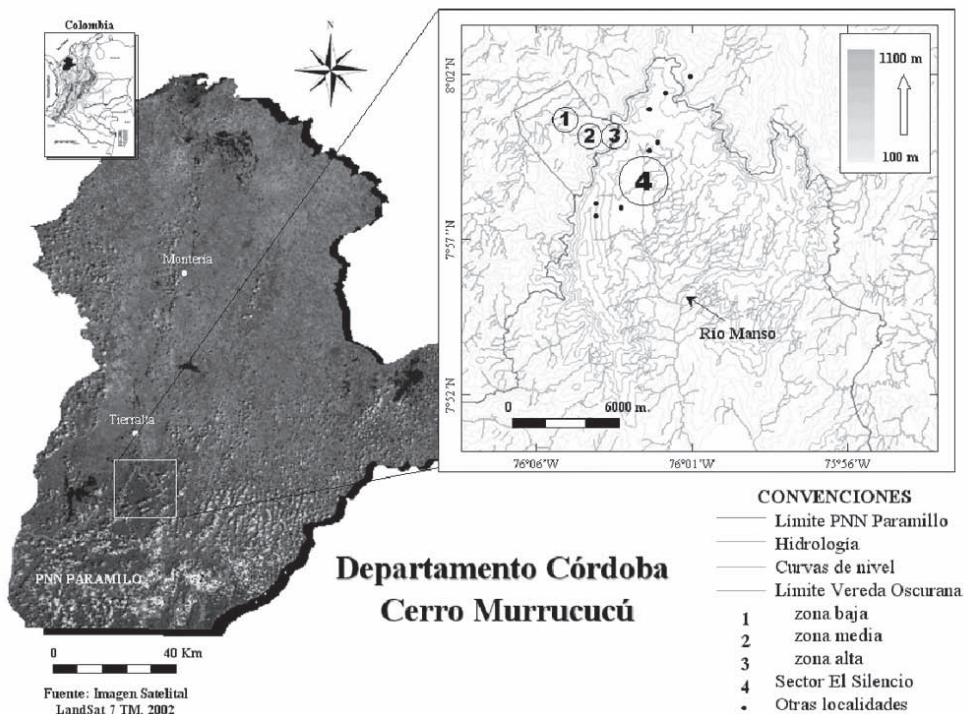 Colombia
N
Montería
Tierralta
PNN PARAMILO
0 40 Km
Fuente: Imagen Satelital
LandSat 7 TM, 2002
8°02'N
7°57'N
7°52'N
76°06'W
76°01'W
75°56'W
1100 m
100 m
1
2
3
4
Río Manso
0 6000 m.
Departamento Córdoba
Cerro Murrucucú
CONVENCIONES
Límite PNN Paramillo
Hidrología
Curvas de nivel
Límite Vereda Oscurana
1 zona baja
2 zona media
3 zona alta
4 Sector El Silencio
Otras localidades